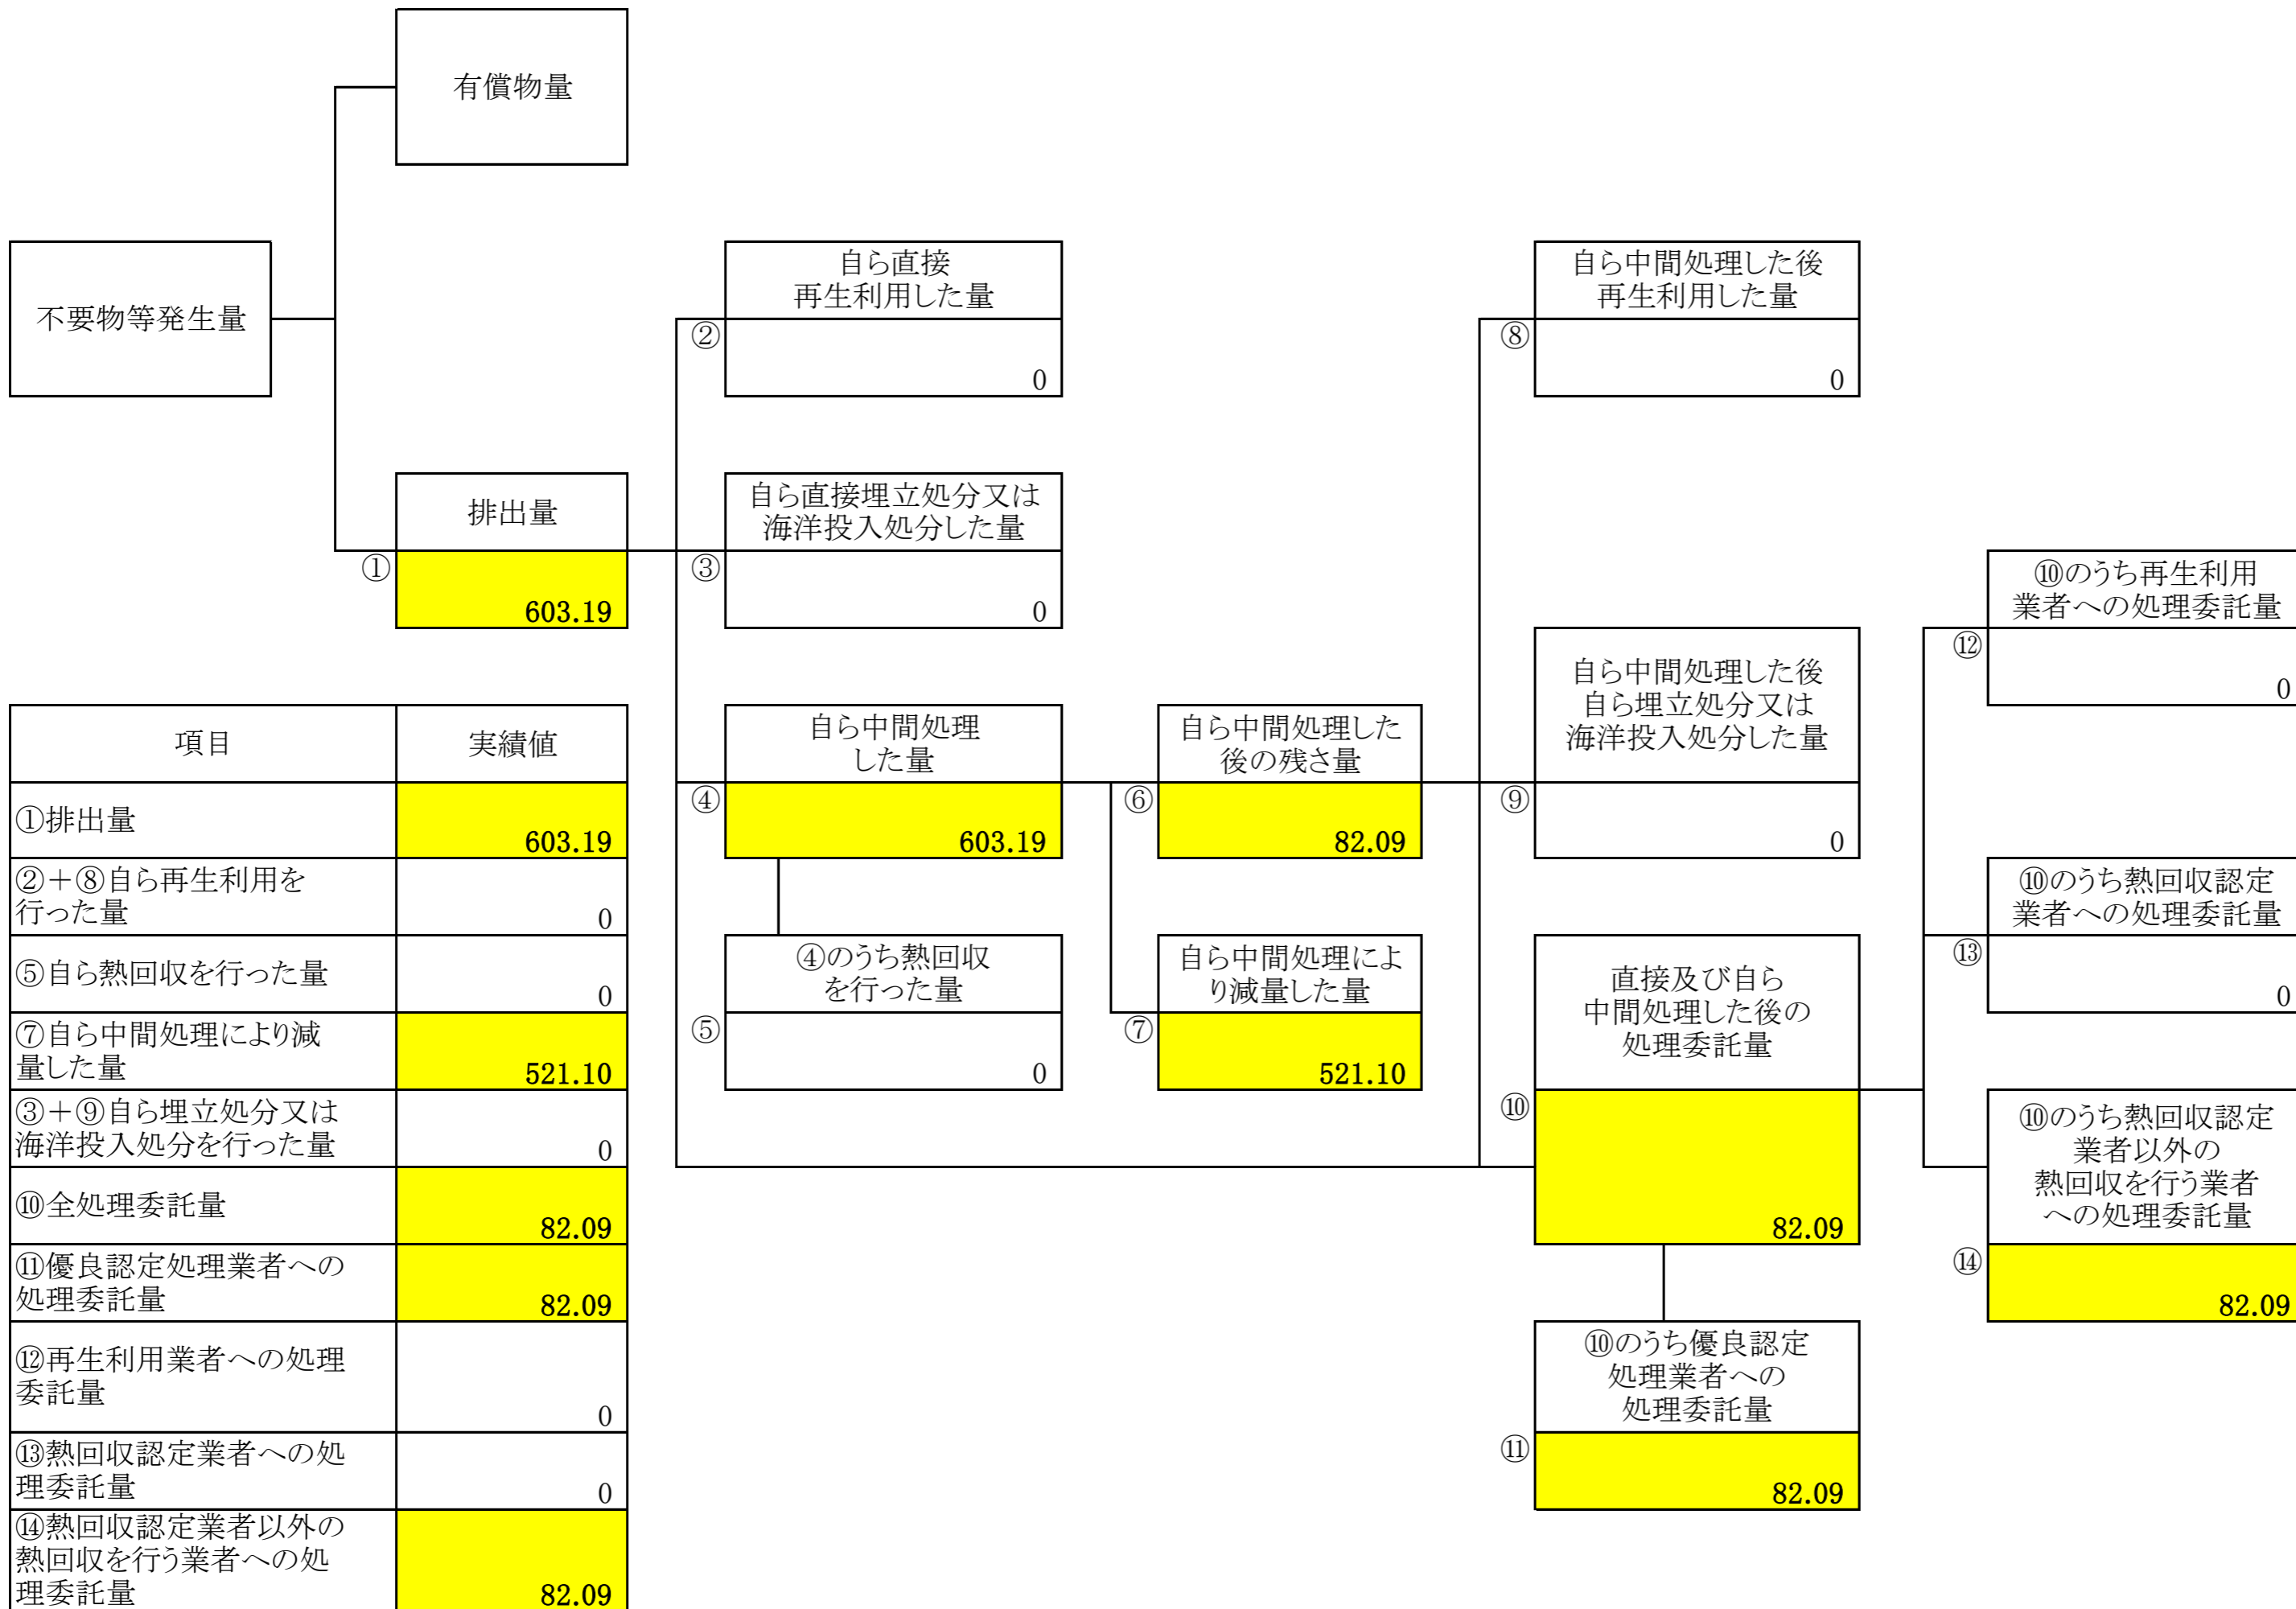 有償物量
不要物等発生量
自ら直接
再生利用した量
②
0
自ら中間処理した後
再生利用した量
⑧
0
排出量
①
603.19
自ら直接埋立処分又は
海洋投入処分した量
③
0
⑩のうち再生利用
業者への処理委託量
⑫
0
自ら中間処理した後
自ら埋立処分又は
海洋投入処分した量
⑨
0
自ら中間処理
した量
④
603.19
自ら中間処理した
後の残さ量
⑥
82.09
⑩のうち熱回収認定
業者への処理委託量
⑬
0
④のうち熱回収
を行った量
⑤
0
自ら中間処理によ
り減量した量
⑦
521.10
直接及び自ら
中間処理した後の
処理委託量
⑩
82.09
⑩のうち熱回収認定
業者以外の
熱回収を行う業者
への処理委託量
⑭
82.09
⑩のうち優良認定
処理業者への
処理委託量
⑪
82.09
項目 実績値
①排出量
603.19
②+⑧自ら再生利用を
行った量
0
⑤自ら熱回収を行った量
0
⑦自ら中間処理により減
量した量
521.10
③+⑨自ら埋立処分又は
海洋投入処分を行った量
0
⑩全処理委託量
82.09
⑪優良認定処理業者への
処理委託量
82.09
⑫再生利用業者への処理
委託量
0
⑬熱回収認定業者への処
理委託量
0
⑭熱回収認定業者以外の
熱回収を行う業者への処
理委託量
82.09